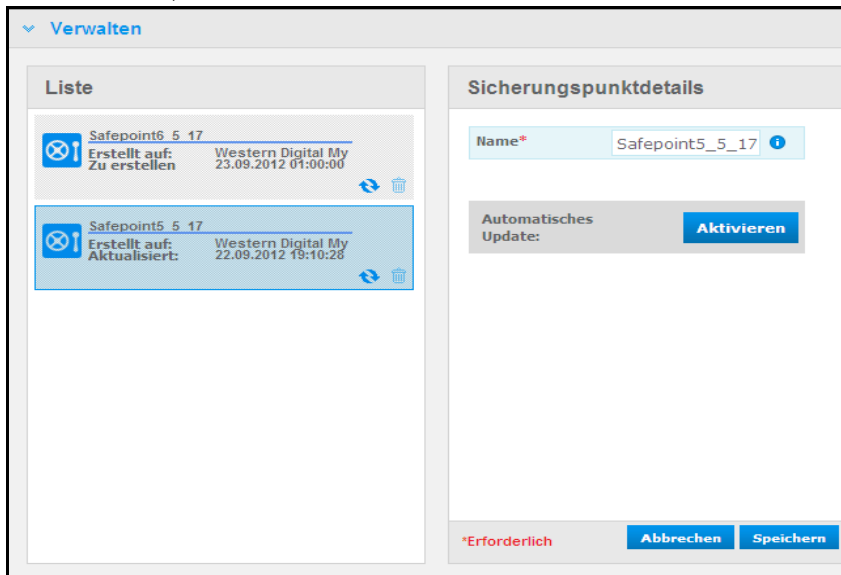 Verwalten
Liste
Safepoint6_5_17
Erstellt auf: Western Digital My
Zu erstellen 23.09.2012 01:00:00
Safepoint5_5_17
Erstellt auf: Western Digital My
Aktualisiert: 22.09.2012 19:10:28
Sicherungspunktdetails
Name* Safepoint5_5_17
Automatisches
Update:
Aktivieren
*Erforderlich Abbrechen Speichern